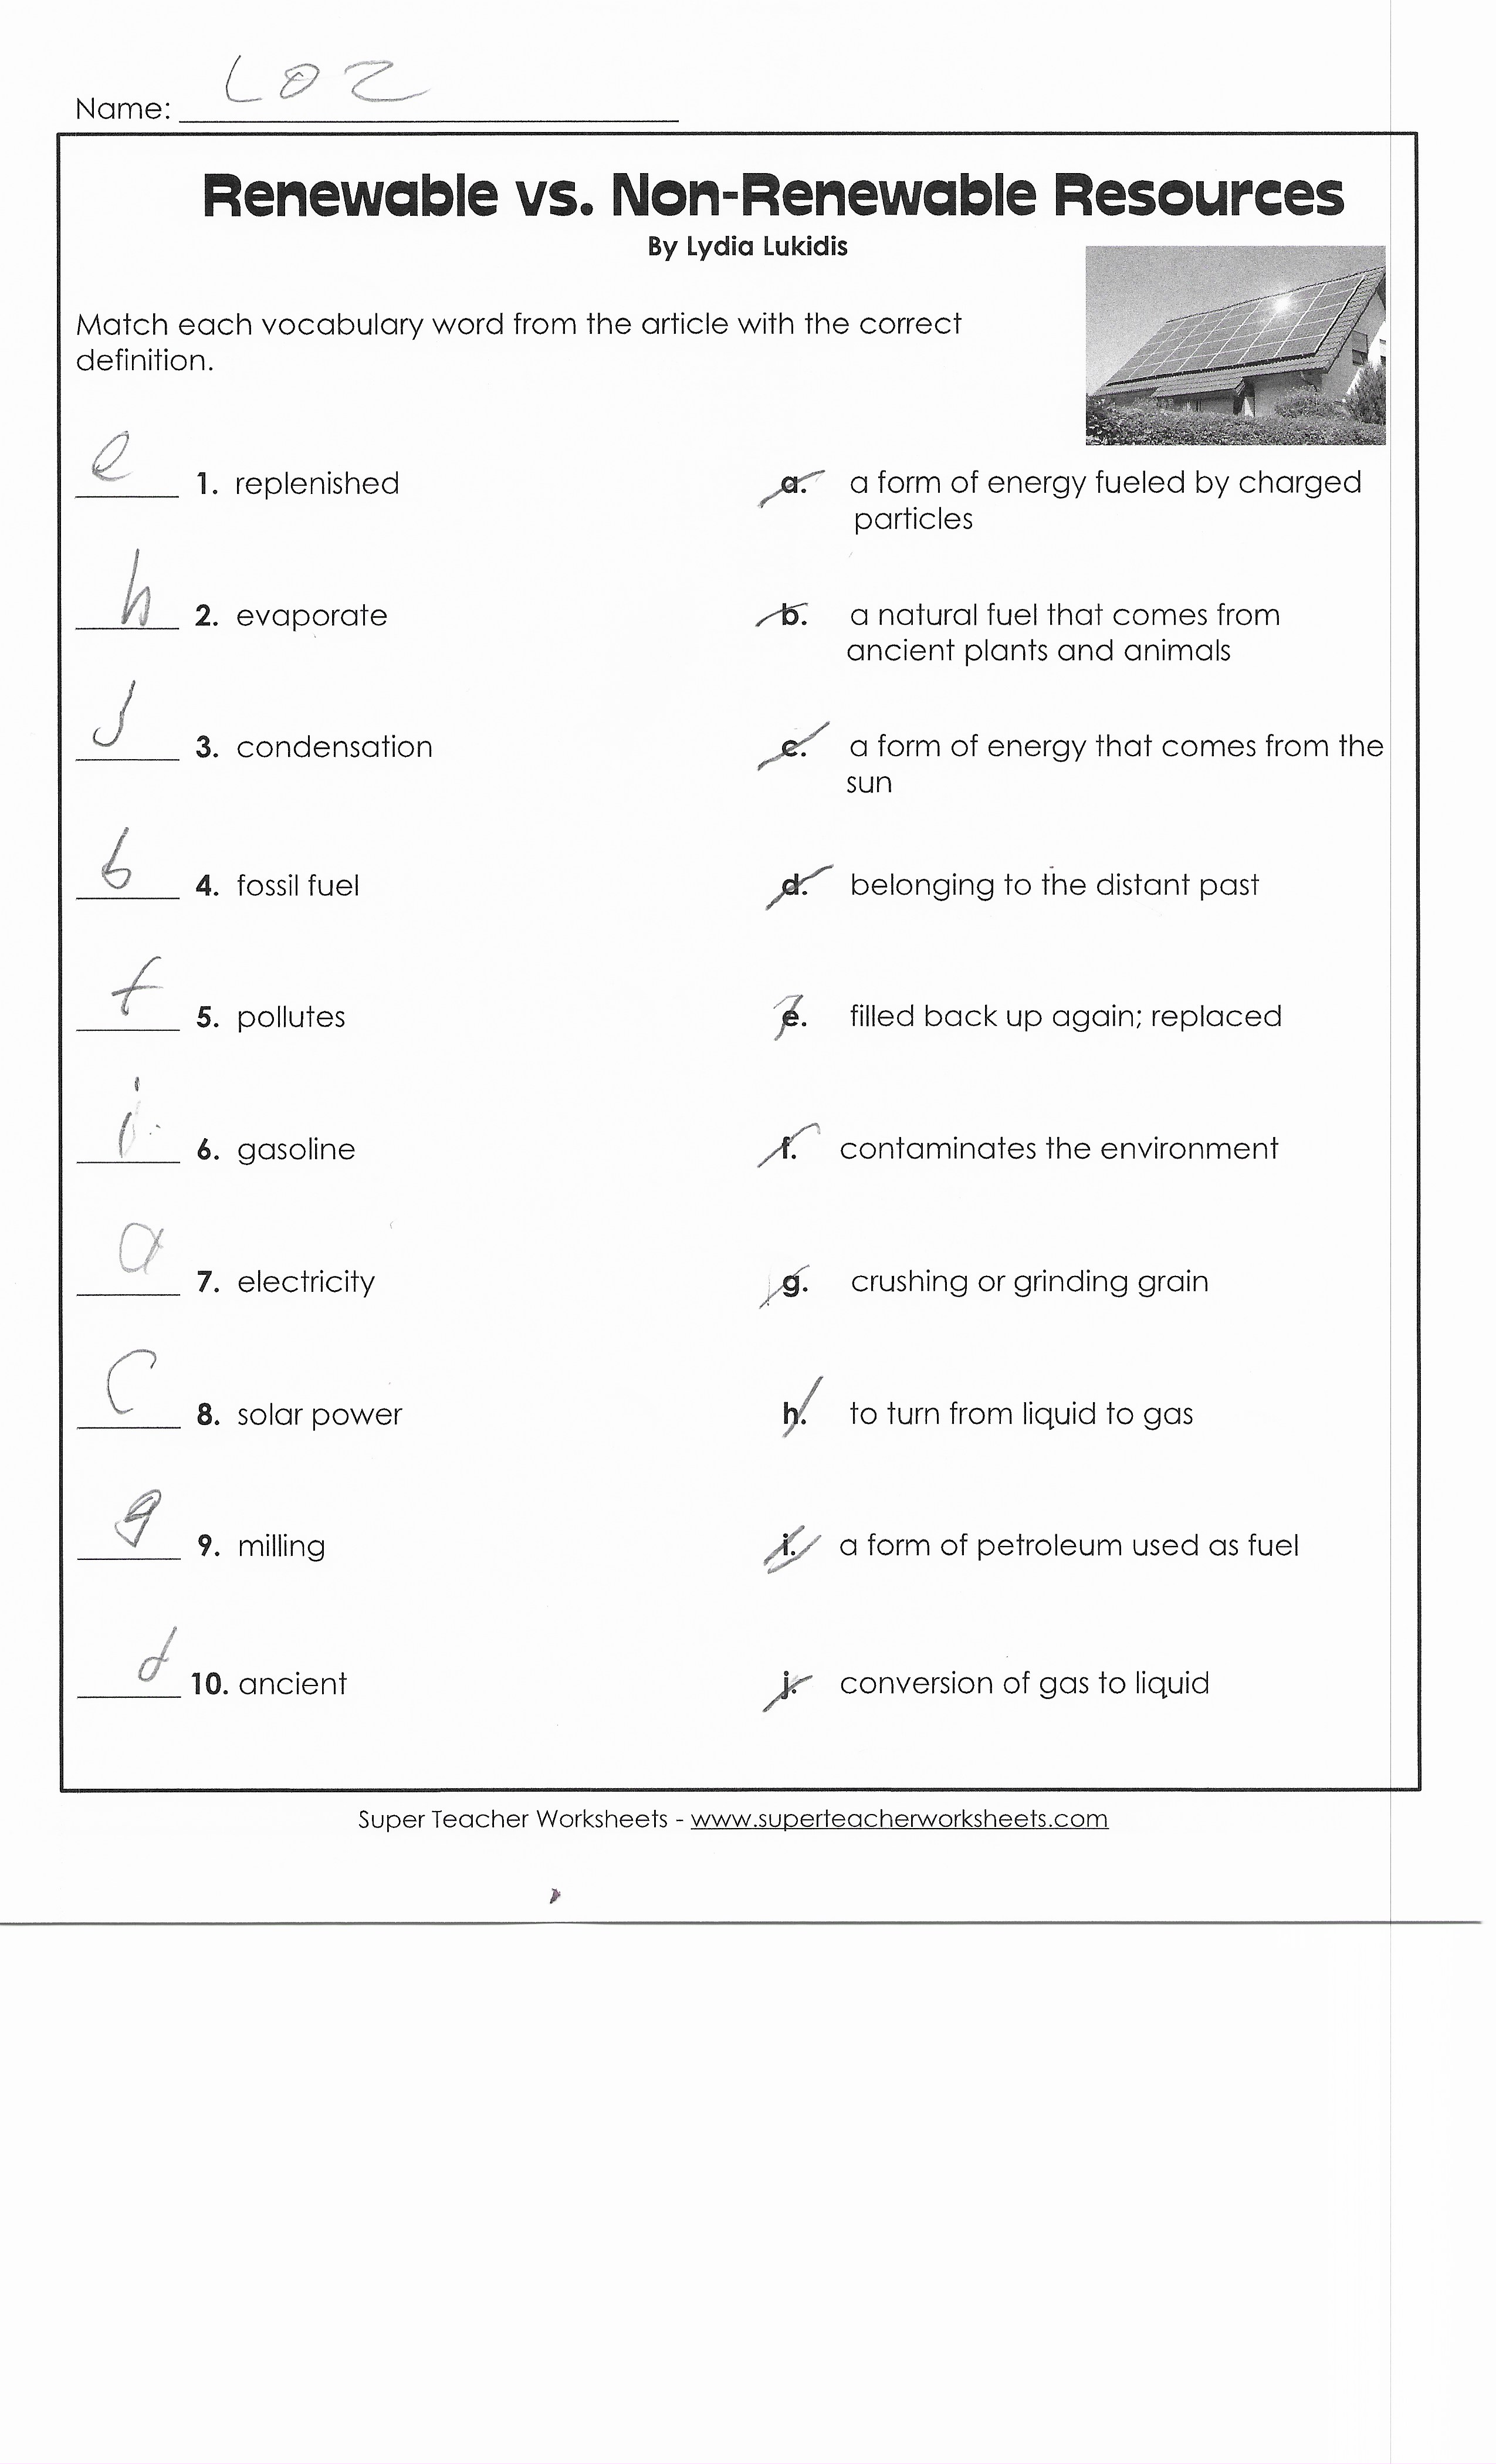 Name: Loz
Renewable vs. Non-Renewable Resources
By Lydia Lukidis
Match each vocabulary word from the article with the correct
definition.
e 1. replenished
a. a form of energy fueled by charged
particles
h 2. evaporate
b. a natural fuel that comes from
ancient plants and animals
j 3. condensation
c. a form of energy that comes from the
sun
b 4. fossil fuel
d. belonging to the distant past
f 5. pollutes
e. filled back up again; replaced
i 6. gasoline
f. contaminates the environment
a 7. electricity
g. crushing or grinding grain
c 8. solar power
h. to turn from liquid to gas
g 9. milling
i. a form of petroleum used as fuel
d 10. ancient
j. conversion of gas to liquid
Super Teacher Worksheets - www.superteacherworksheets.com